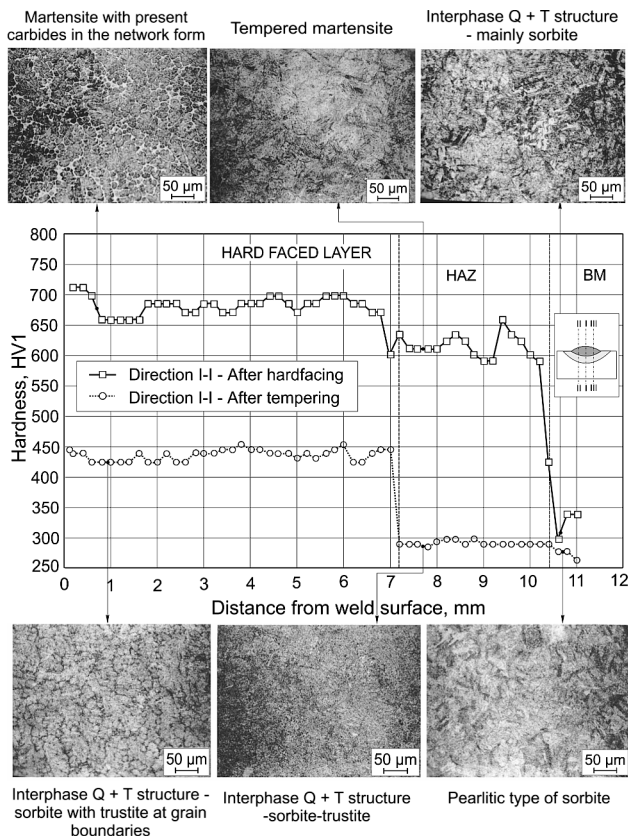 Martensite with present
carbides in the network form
Tempered martensite
Interphase Q + T structure
- mainly sorbite
50 µm
50 µm
50 µm
800
750
700
650
600
550
500
450
400
350
300
250
Hardness, HV1
HARD FACED LAYER
HAZ
BM
Direction I-I - After hardfacing
Direction I-I - After tempering
II I III
II I III
0 1 2 3 4 5 6 7 8 9 10 11 12
Distance from weld surface, mm
50 µm
50 µm
50 µm
Interphase Q + T structure -
sorbite with trustite at grain
boundaries
Interphase Q + T structure
-sorbite-trustite
Pearlitic type of sorbite